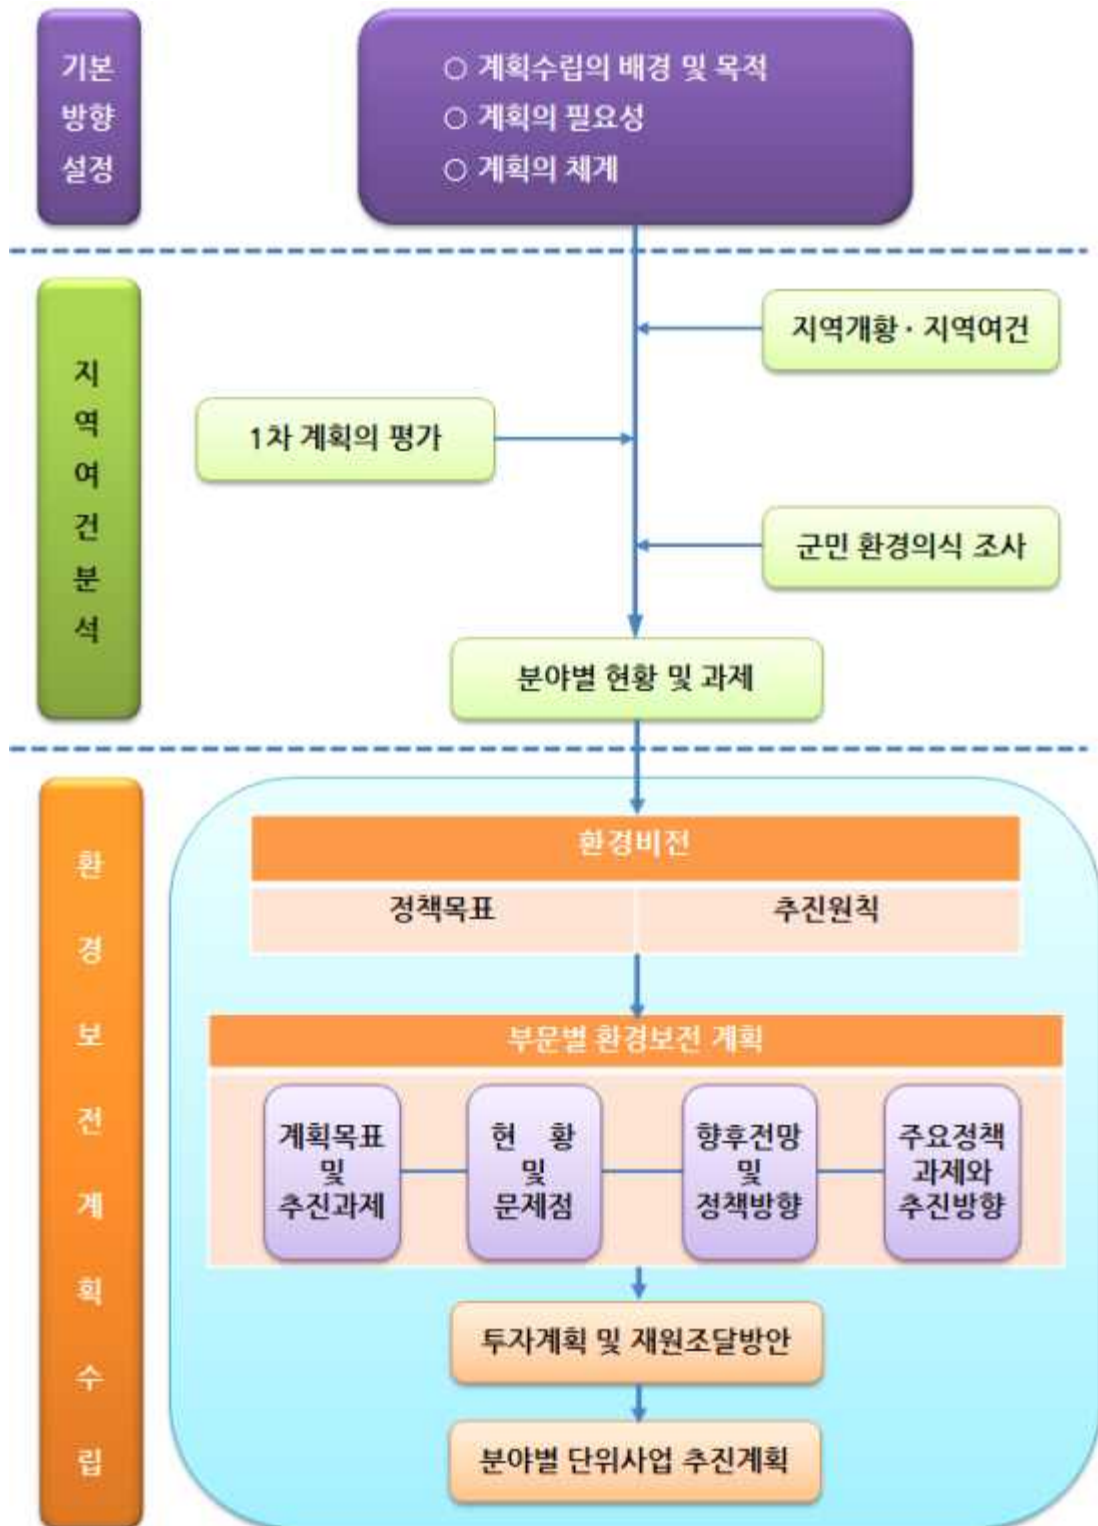 기본
방향
설정
○ 계획수립의 배경 및 목적
○ 계획의 필요성
○ 계획의 체계
지
역
여
건
분
석
지역개황 · 지역여건
1차 계획의 평가
군민 환경의식 조사
분야별 현황 및 과제
환
경
보
전
계
획
수
립
환경비전
정책목표
추진원칙
부문별 환경보전 계획
계획목표
및
추진과제
현 황
및
문제점
향후전망
및
정책방향
주요정책
과제와
추진방향
투자계획 및 재원조달방안
분야별 단위사업 추진계획